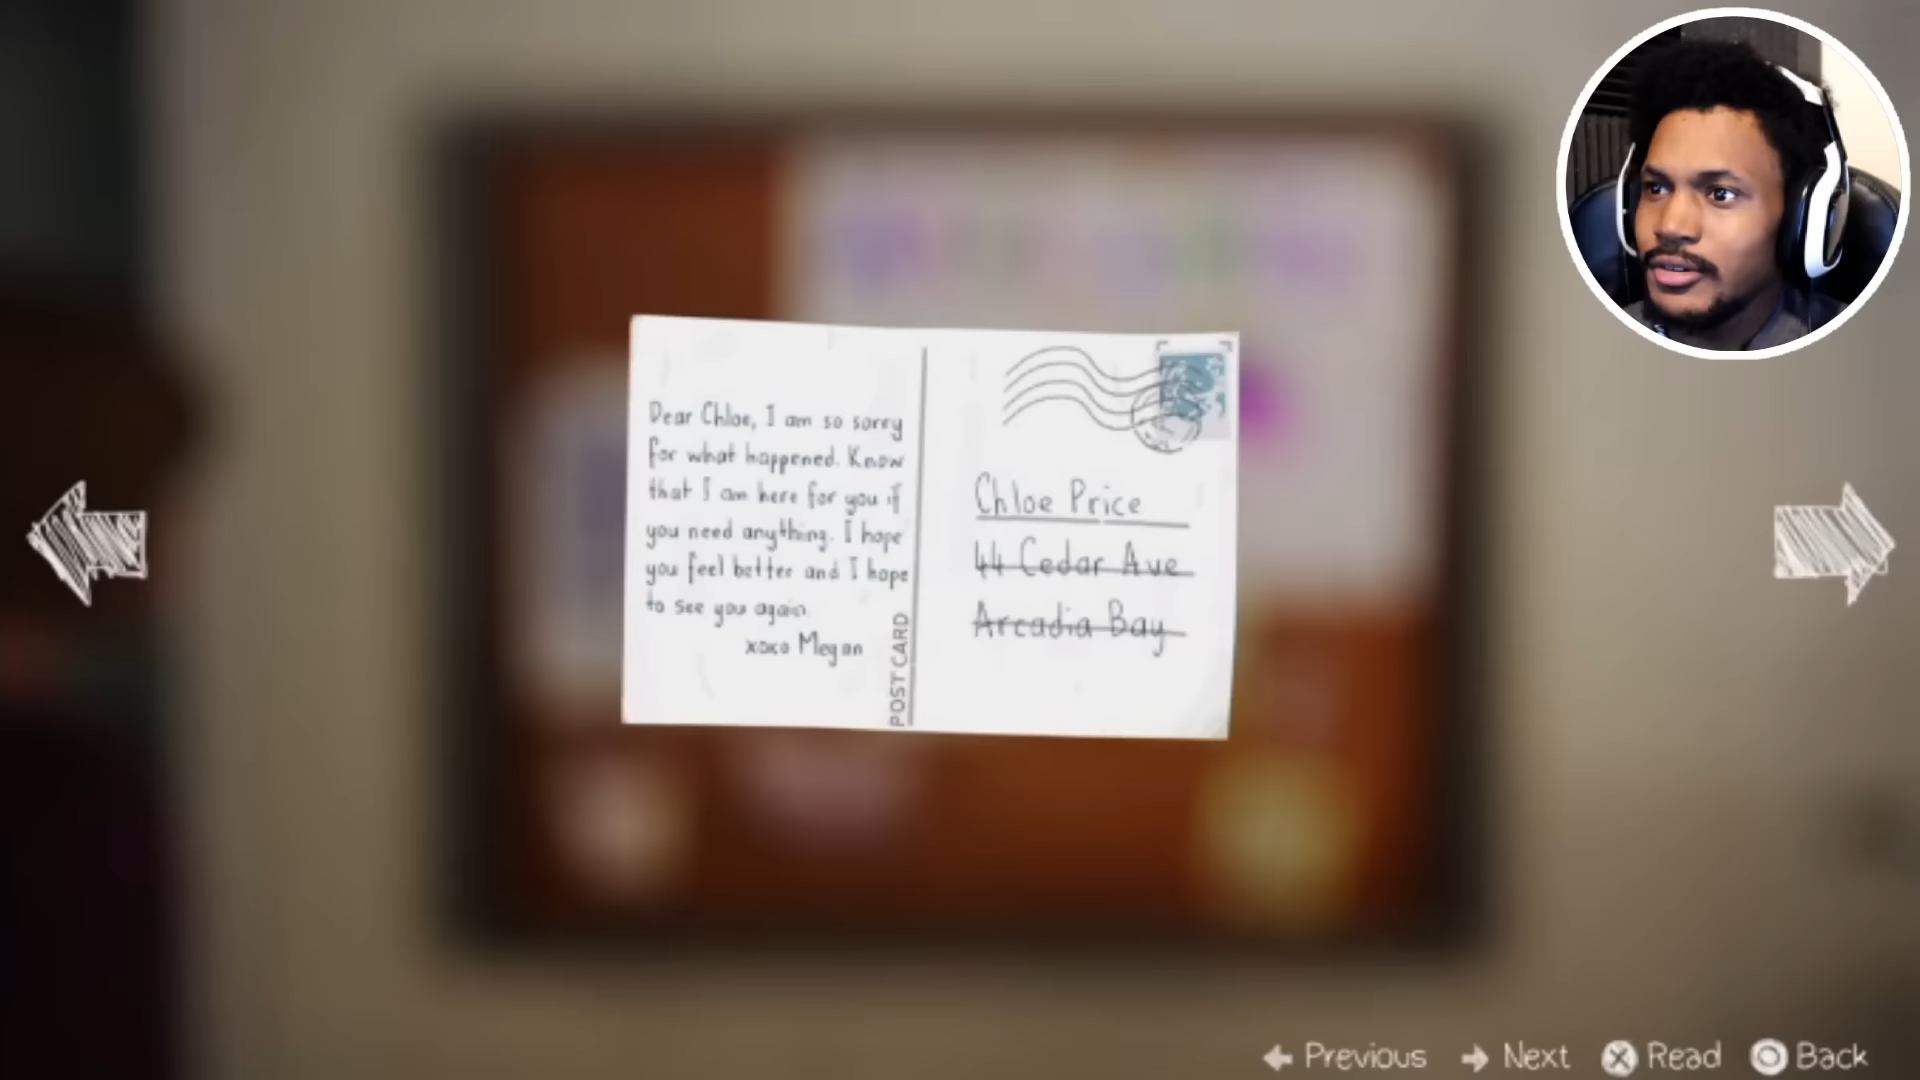 Dear Chloe, I am so sorry
for what happened. Know
that I am here for you if
you need anything. I hope
you feel better and I hope
to see you again.
xoxo Megan
POST CARD
Chloe Price
44 Cedar Ave
Arcadia Bay
Previous
Next
Read
Back